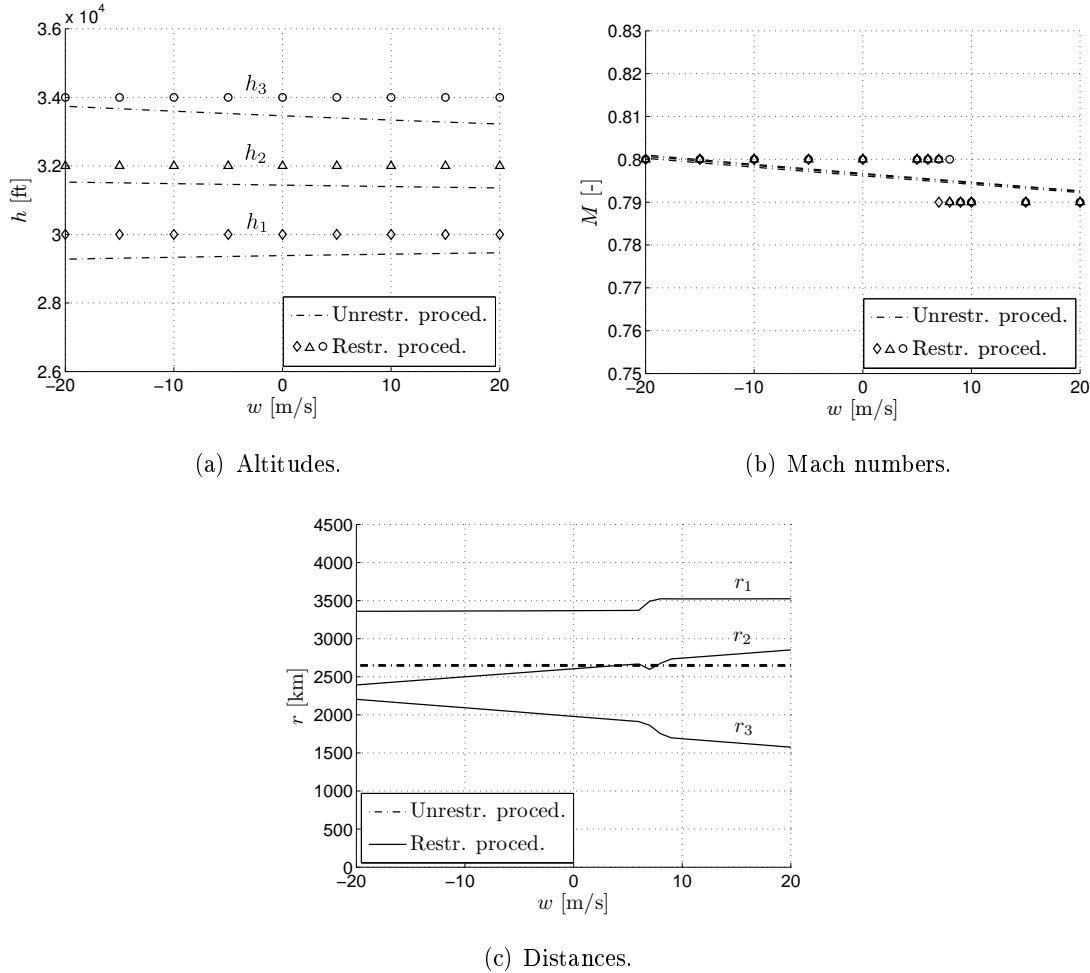 x 10⁴
3.6
3.4
3.2
3
2.8
2.6
h [ft]
h₃
h₂
h₁
Unrestr. proced.
Restr. proced.
−20 −10 0 10 20
w [m/s]
(a) Altitudes.
0.83
0.82
0.81
0.8
0.79
0.78
0.77
0.76
0.75
M [-]
Unrestr. proced.
Restr. proced.
−20 −10 0 10 20
w [m/s]
(b) Mach numbers.
4500
4000
3500
3000
2500
2000
1500
1000
500
0
r [km]
r₁
r₂
r₃
Unrestr. proced.
Restr. proced.
−20 −10 0 10 20
w [m/s]
(c) Distances.